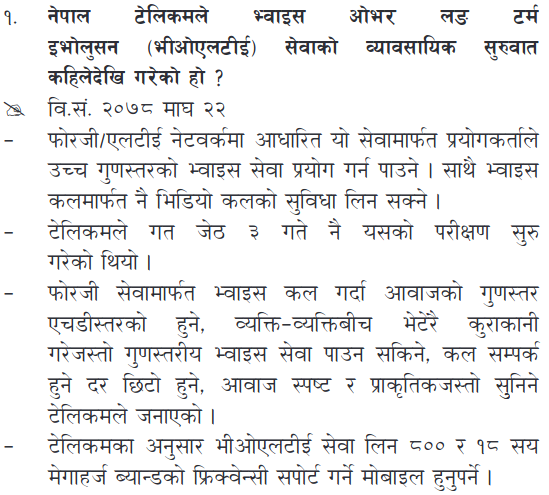 १. नेपाल टेलिकमले भ्वाइस ओभर लङ टर्म
इभोलुसन (भीओएलटीई) सेवाको व्यावसायिक सुरुवात
कहिलेदेखि गरेको हो ?
वि.सं. २०७८ माघ २२
– फोरजी/एलटीई नेटवर्कमा आधारित यो सेवामार्फत प्रयोगकर्ताले
उच्च गुणस्तरको भ्वाइस सेवा प्रयोग गर्न पाउने । साथै भ्वाइस
कलमार्फत नै भिडियो कलको सुविधा लिन सक्ने ।
– टेलिकमले गत जेठ ३ गते नै यसको परीक्षण सुरु
गरेको थियो ।
– फोरजी सेवामार्फत भ्वाइस कल गर्दा आवाजको गुणस्तर
एचडीस्तरको हुने, व्यक्ति–व्यक्तिबीच भेटेरै कुराकानी
गरेजस्तो गुणस्तरीय भ्वाइस सेवा पाउन सकिने, कल सम्पर्क
हुने दर छिटो हुने, आवाज स्पष्ट र प्राकृतिकजस्तो सुनिने
टेलिकमले जनाएको ।
– टेलिकमका अनुसार भीओएलटीई सेवा लिन ८०० र १८ सय
मेगाहर्ज ब्यान्डको फ्रिक्वेन्सी सपोर्ट गर्ने मोबाइल हुनुपर्ने ।